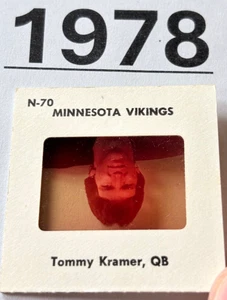 1978
N-70
MINNESOTA VIKINGS
Tommy Kramer, QB